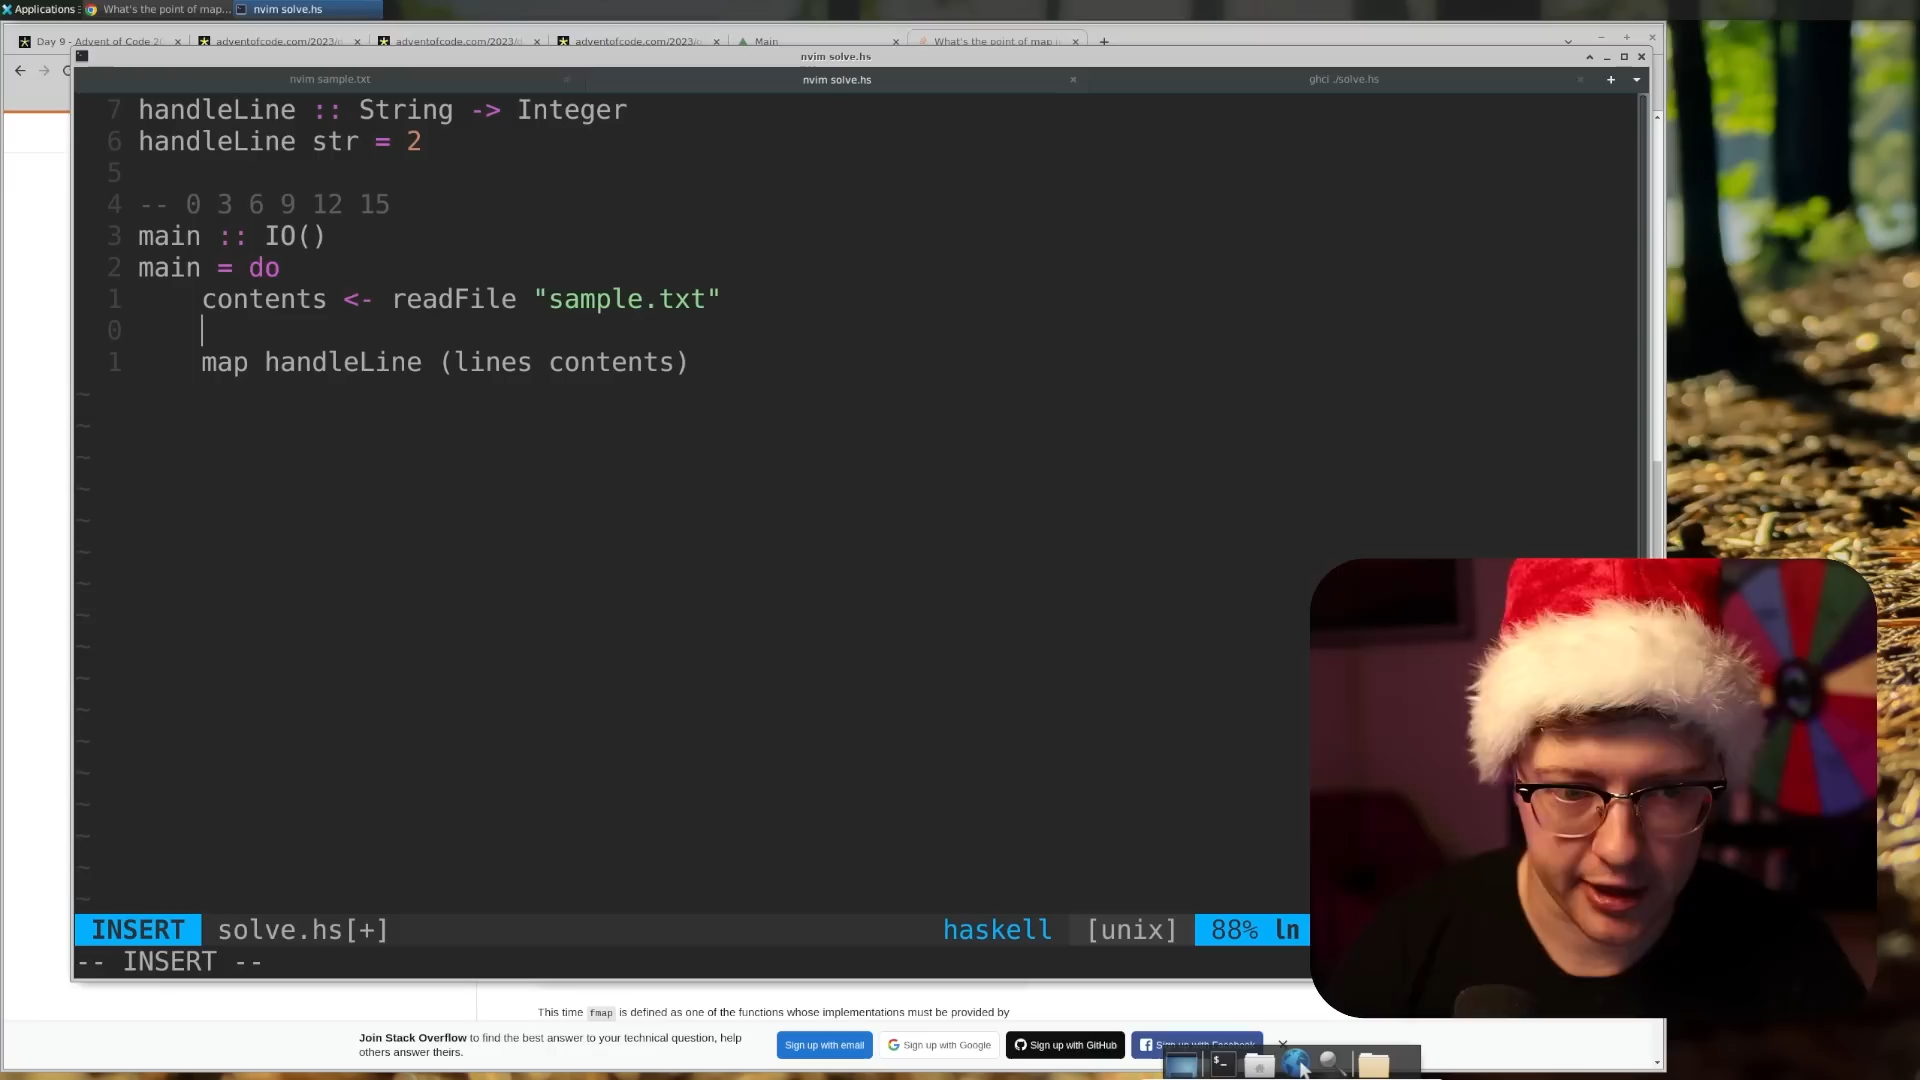 Applications
What's the point of map...
nvim solve.hs
Day 9 - Advent of Code 2
adventofcode.com/2023/
adventofcode.com/2023/
adventofcode.com/2023/
Main
What's the point of map
nvim solve.hs
nvim sample.txt
nvim solve.hs
ghci ./solve.hs
7 handleLine :: String -> Integer
6 handleLine str = 2
5
4 -- 0 3 6 9 12 15
3 main :: IO()
2 main = do
1 contents <- readFile "sample.txt"
0
1 map handleLine (lines contents)
INSERT solve.hs[+]
haskell [unix] 88% ln
-- INSERT --
This time fmap is defined as one of the functions whose implementations must be provided by
Join Stack Overflow to find the best answer to your technical question, help
others answer theirs.
Sign up with email
Sign up with Google
Sign up with GitHub
Sign up with Facebook